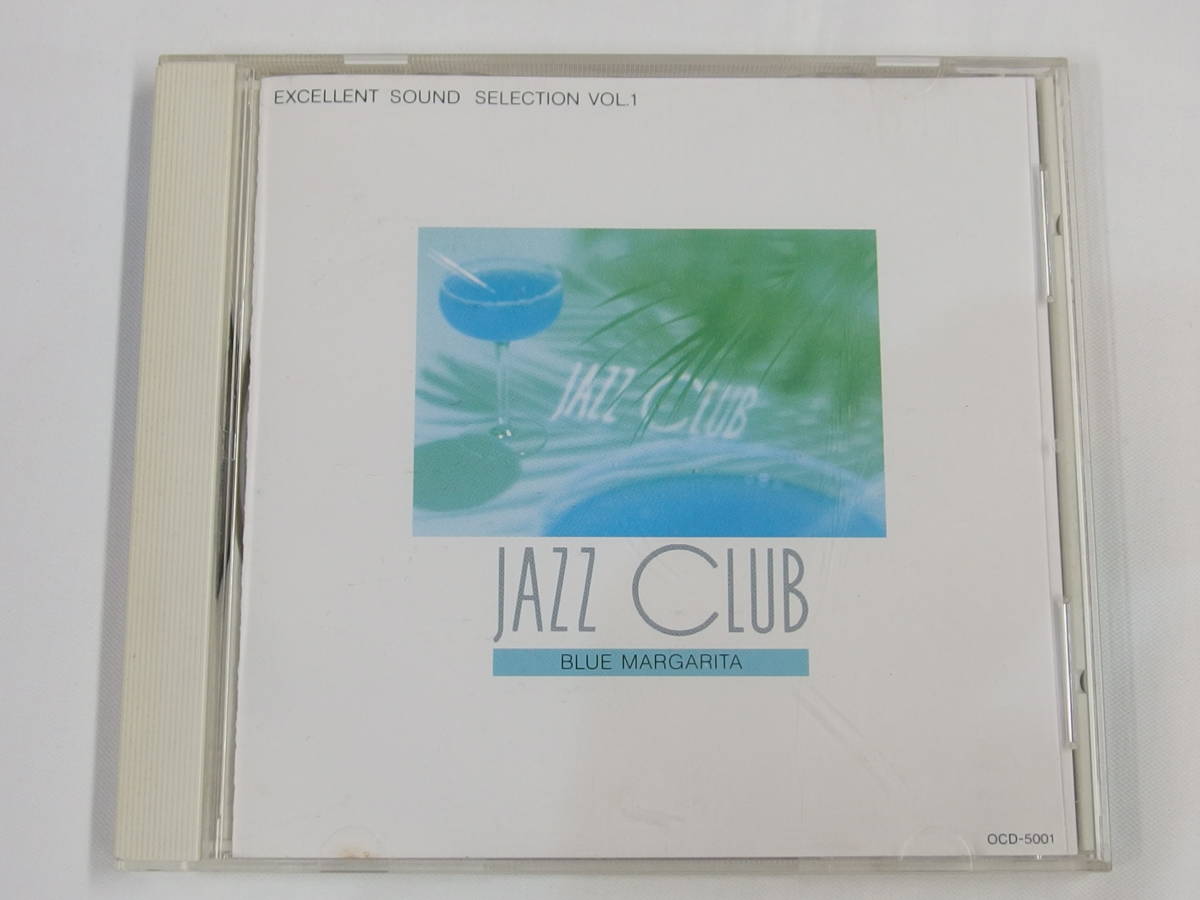 EXCELLENT SOUND SELECTION VOL.1
JAZZ CLUB
JAZZ CLUB
BLUE MARGARITA
OCD-5001